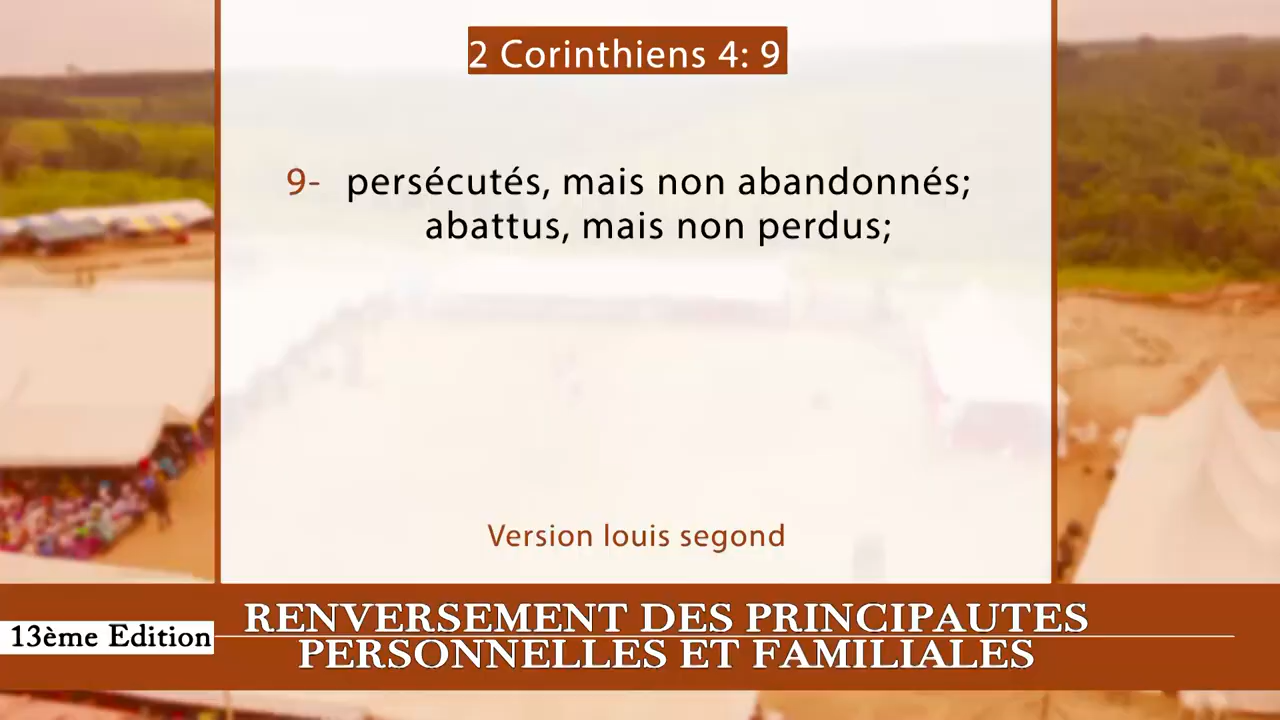 2 Corinthiens 4: 9
9- persécutés, mais non abandonnés;
abattus, mais non perdus;
Version louis segond
13ème Edition
RENVERSEMENT DES PRINCIPAUTES
PERSONNELLES ET FAMILIALES